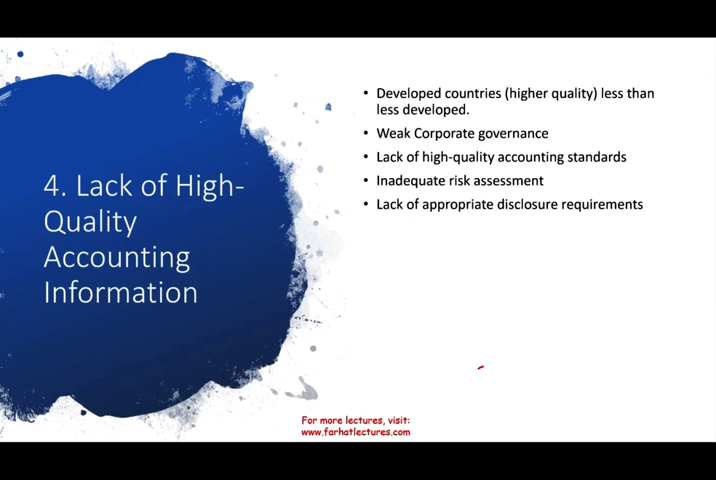 4. Lack of High-
Quality
Accounting
Information
• Developed countries (higher quality) less than
less developed.
• Weak Corporate governance
• Lack of high-quality accounting standards
• Inadequate risk assessment
• Lack of appropriate disclosure requirements
For more lectures, visit:
www.farhatlectures.com